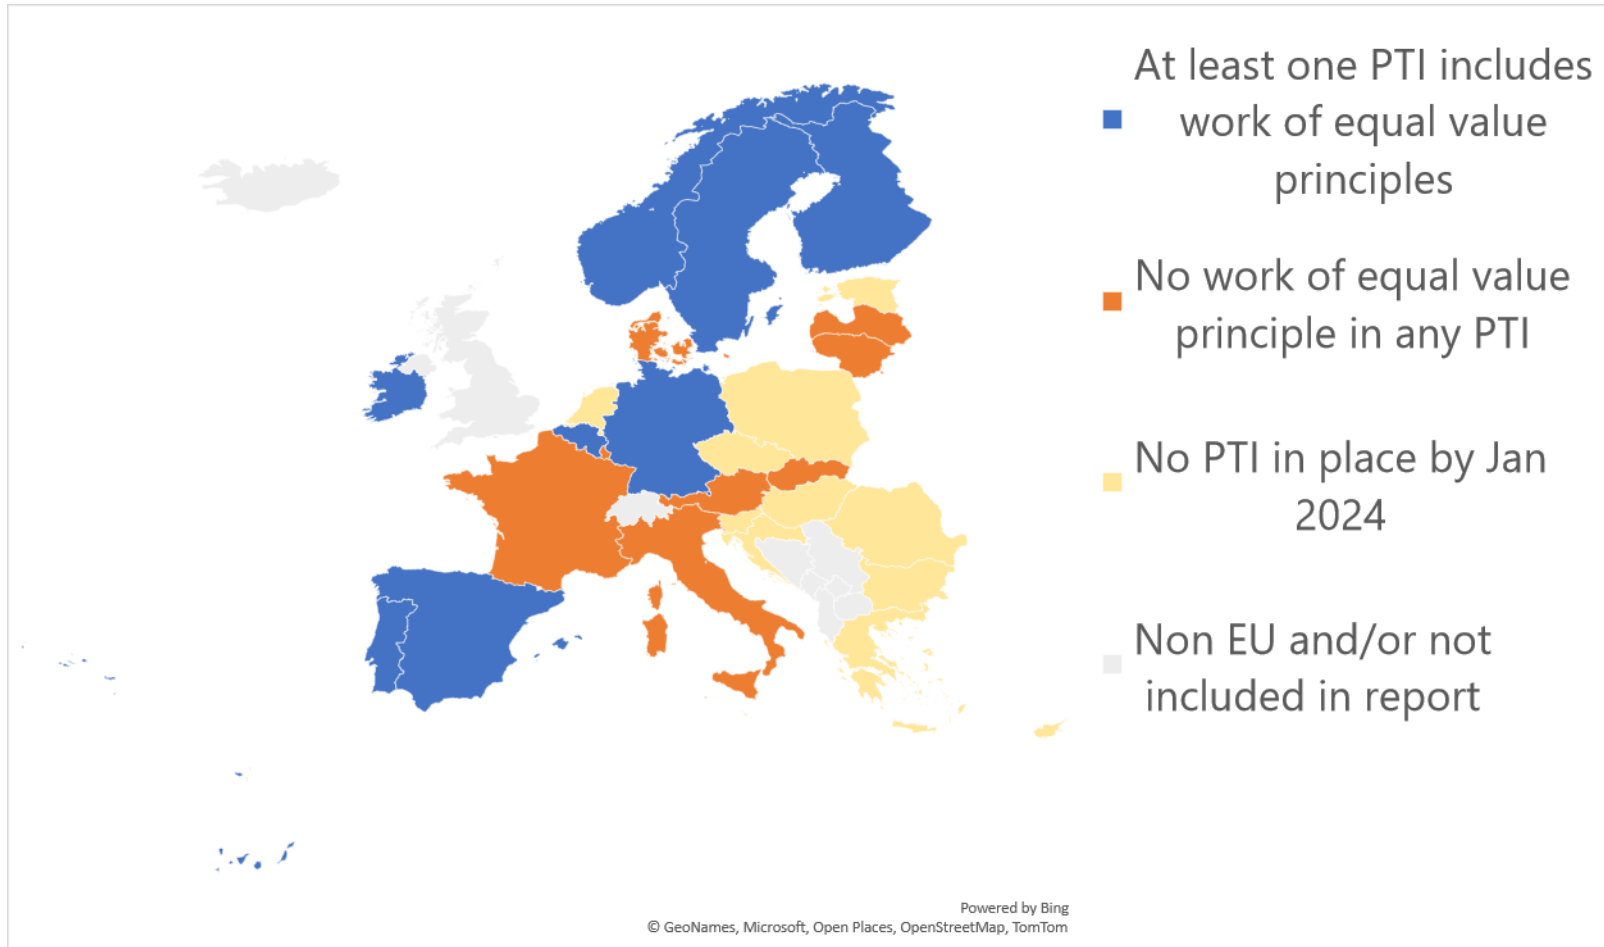 At least one PTI includes
work of equal value
principles
No work of equal value
principle in any PTI
No PTI in place by Jan
2024
Non EU and/or not
included in report
Powered by Bing
© GeoNames, Microsoft, Open Places, OpenStreetMap, TomTom